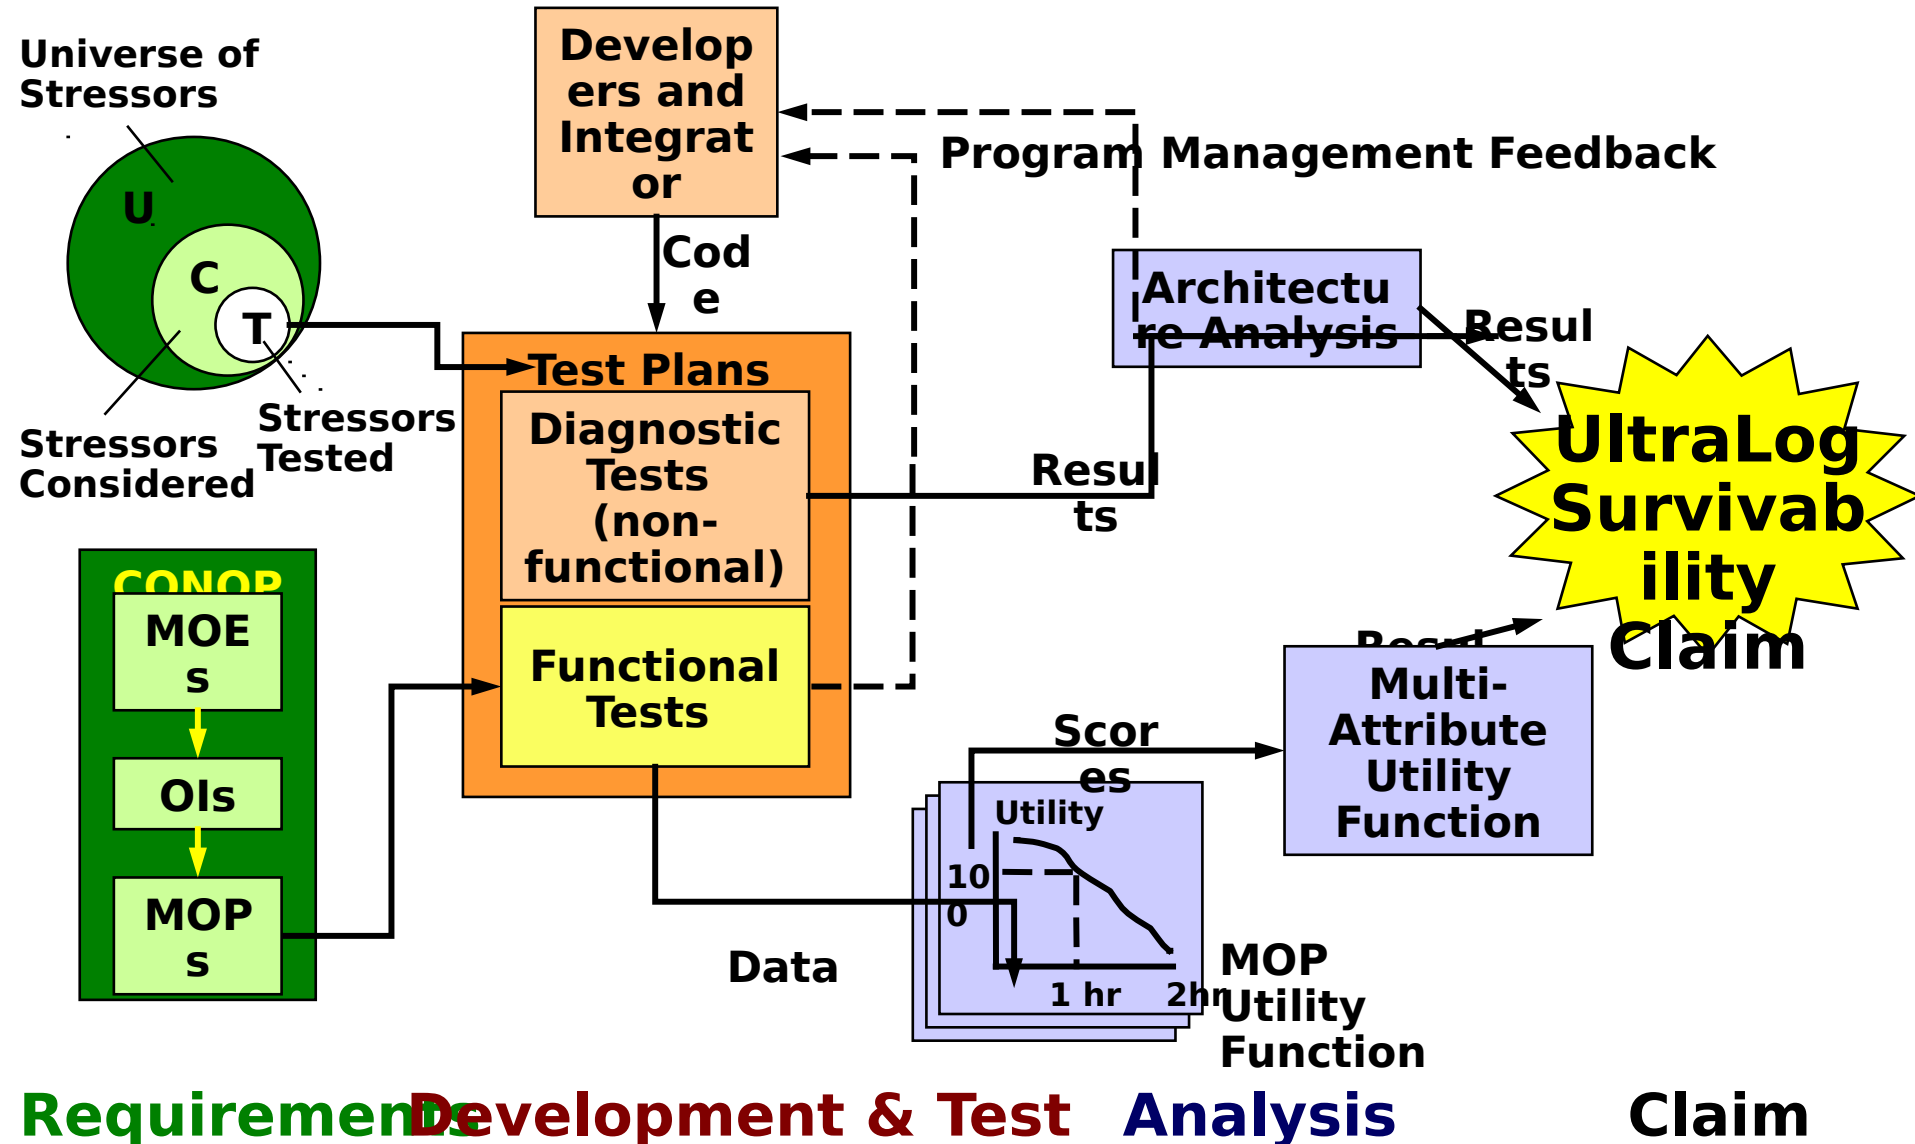 Universe of
Stressors
U
C
T
Stressors
Considered
Stressors
Tested
Develop
ers and
Integrat
or
Cod
e
Program Management Feedback
Architectu
re Analysis
Resul
ts
Test Plans
Diagnostic
Tests
(non-
functional)
Functional
Tests
Resul
ts
UltraLog
Survivab
ility
Claim
CONOP
MOE
s
OIs
MOP
s
Resul
Multi-
Attribute
Utility
Function
Scor
es
Utility
10
0
1 hr
2hr
Data
MOP
Utility
Function
Requirements
Development & Test
Analysis
Claim